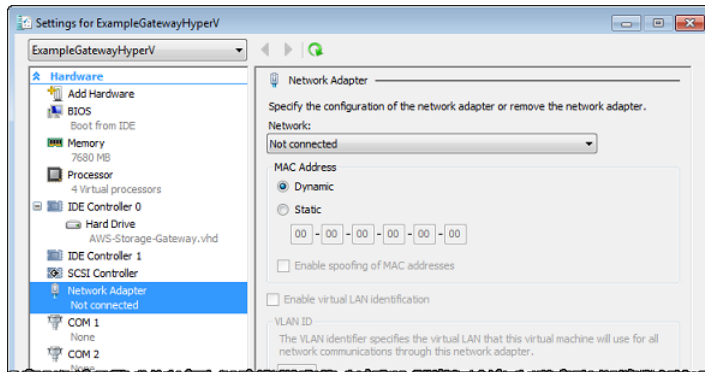 Settings for ExampleGatewayHyperV
ExampleGatewayHyperV
Hardware
Add Hardware
BIOS
Boot from IDE
Memory
7680 MB
Processor
4 Virtual processors
IDE Controller 0
Hard Drive
AWS-Storage-Gateway.vhd
IDE Controller 1
SCSI Controller
Network Adapter
Not connected
COM 1
None
COM 2
None
Network Adapter
Specify the configuration of the network adapter or remove the network adapter.
Network:
Not connected
MAC Address
Dynamic
Static
00 - 00 - 00 - 00 - 00 - 00
Enable spoofing of MAC addresses
Enable virtual LAN identification
VLAN ID
The VLAN identifier specifies the virtual LAN that this virtual machine will use for all
network communications through this network adapter.